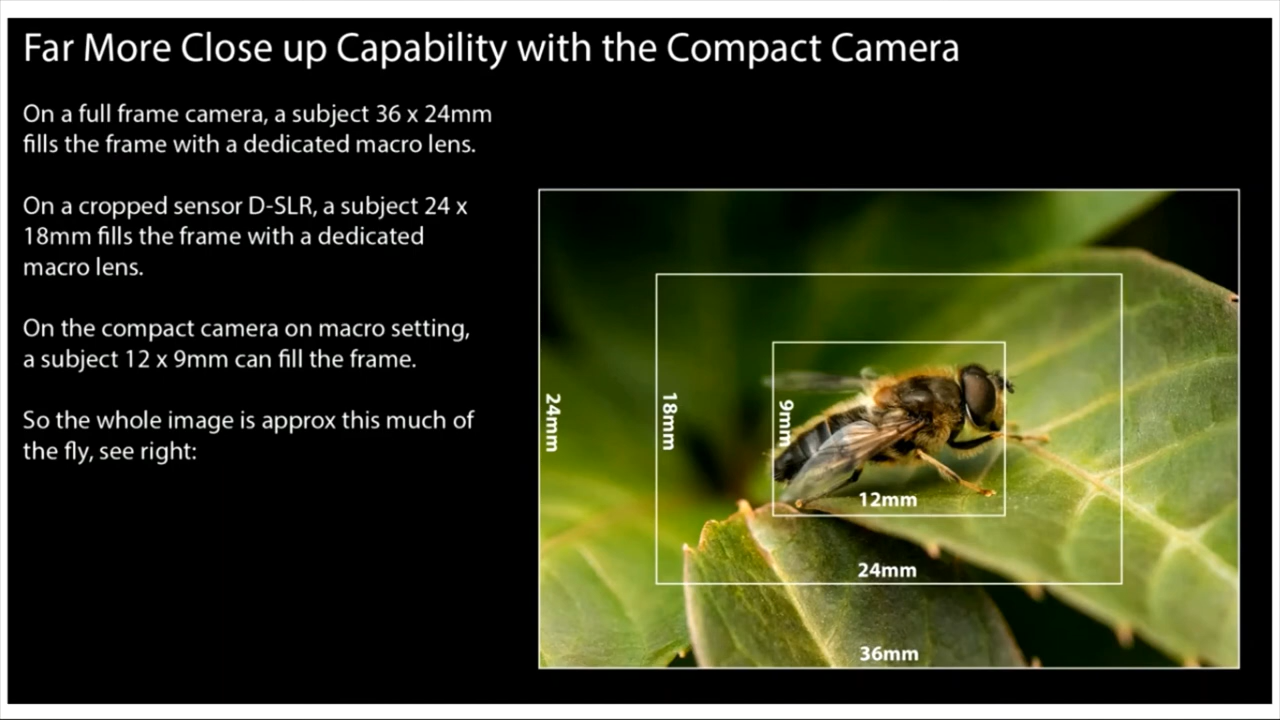 Far More Close up Capability with the Compact Camera
On a full frame camera, a subject 36 x 24mm
fills the frame with a dedicated macro lens.
On a cropped sensor D-SLR, a subject 24 x
18mm fills the frame with a dedicated
macro lens.
On the compact camera on macro setting,
a subject 12 x 9mm can fill the frame.
So the whole image is approx this much of
the fly, see right:
24mm
18mm
9mm
12mm
24mm
36mm